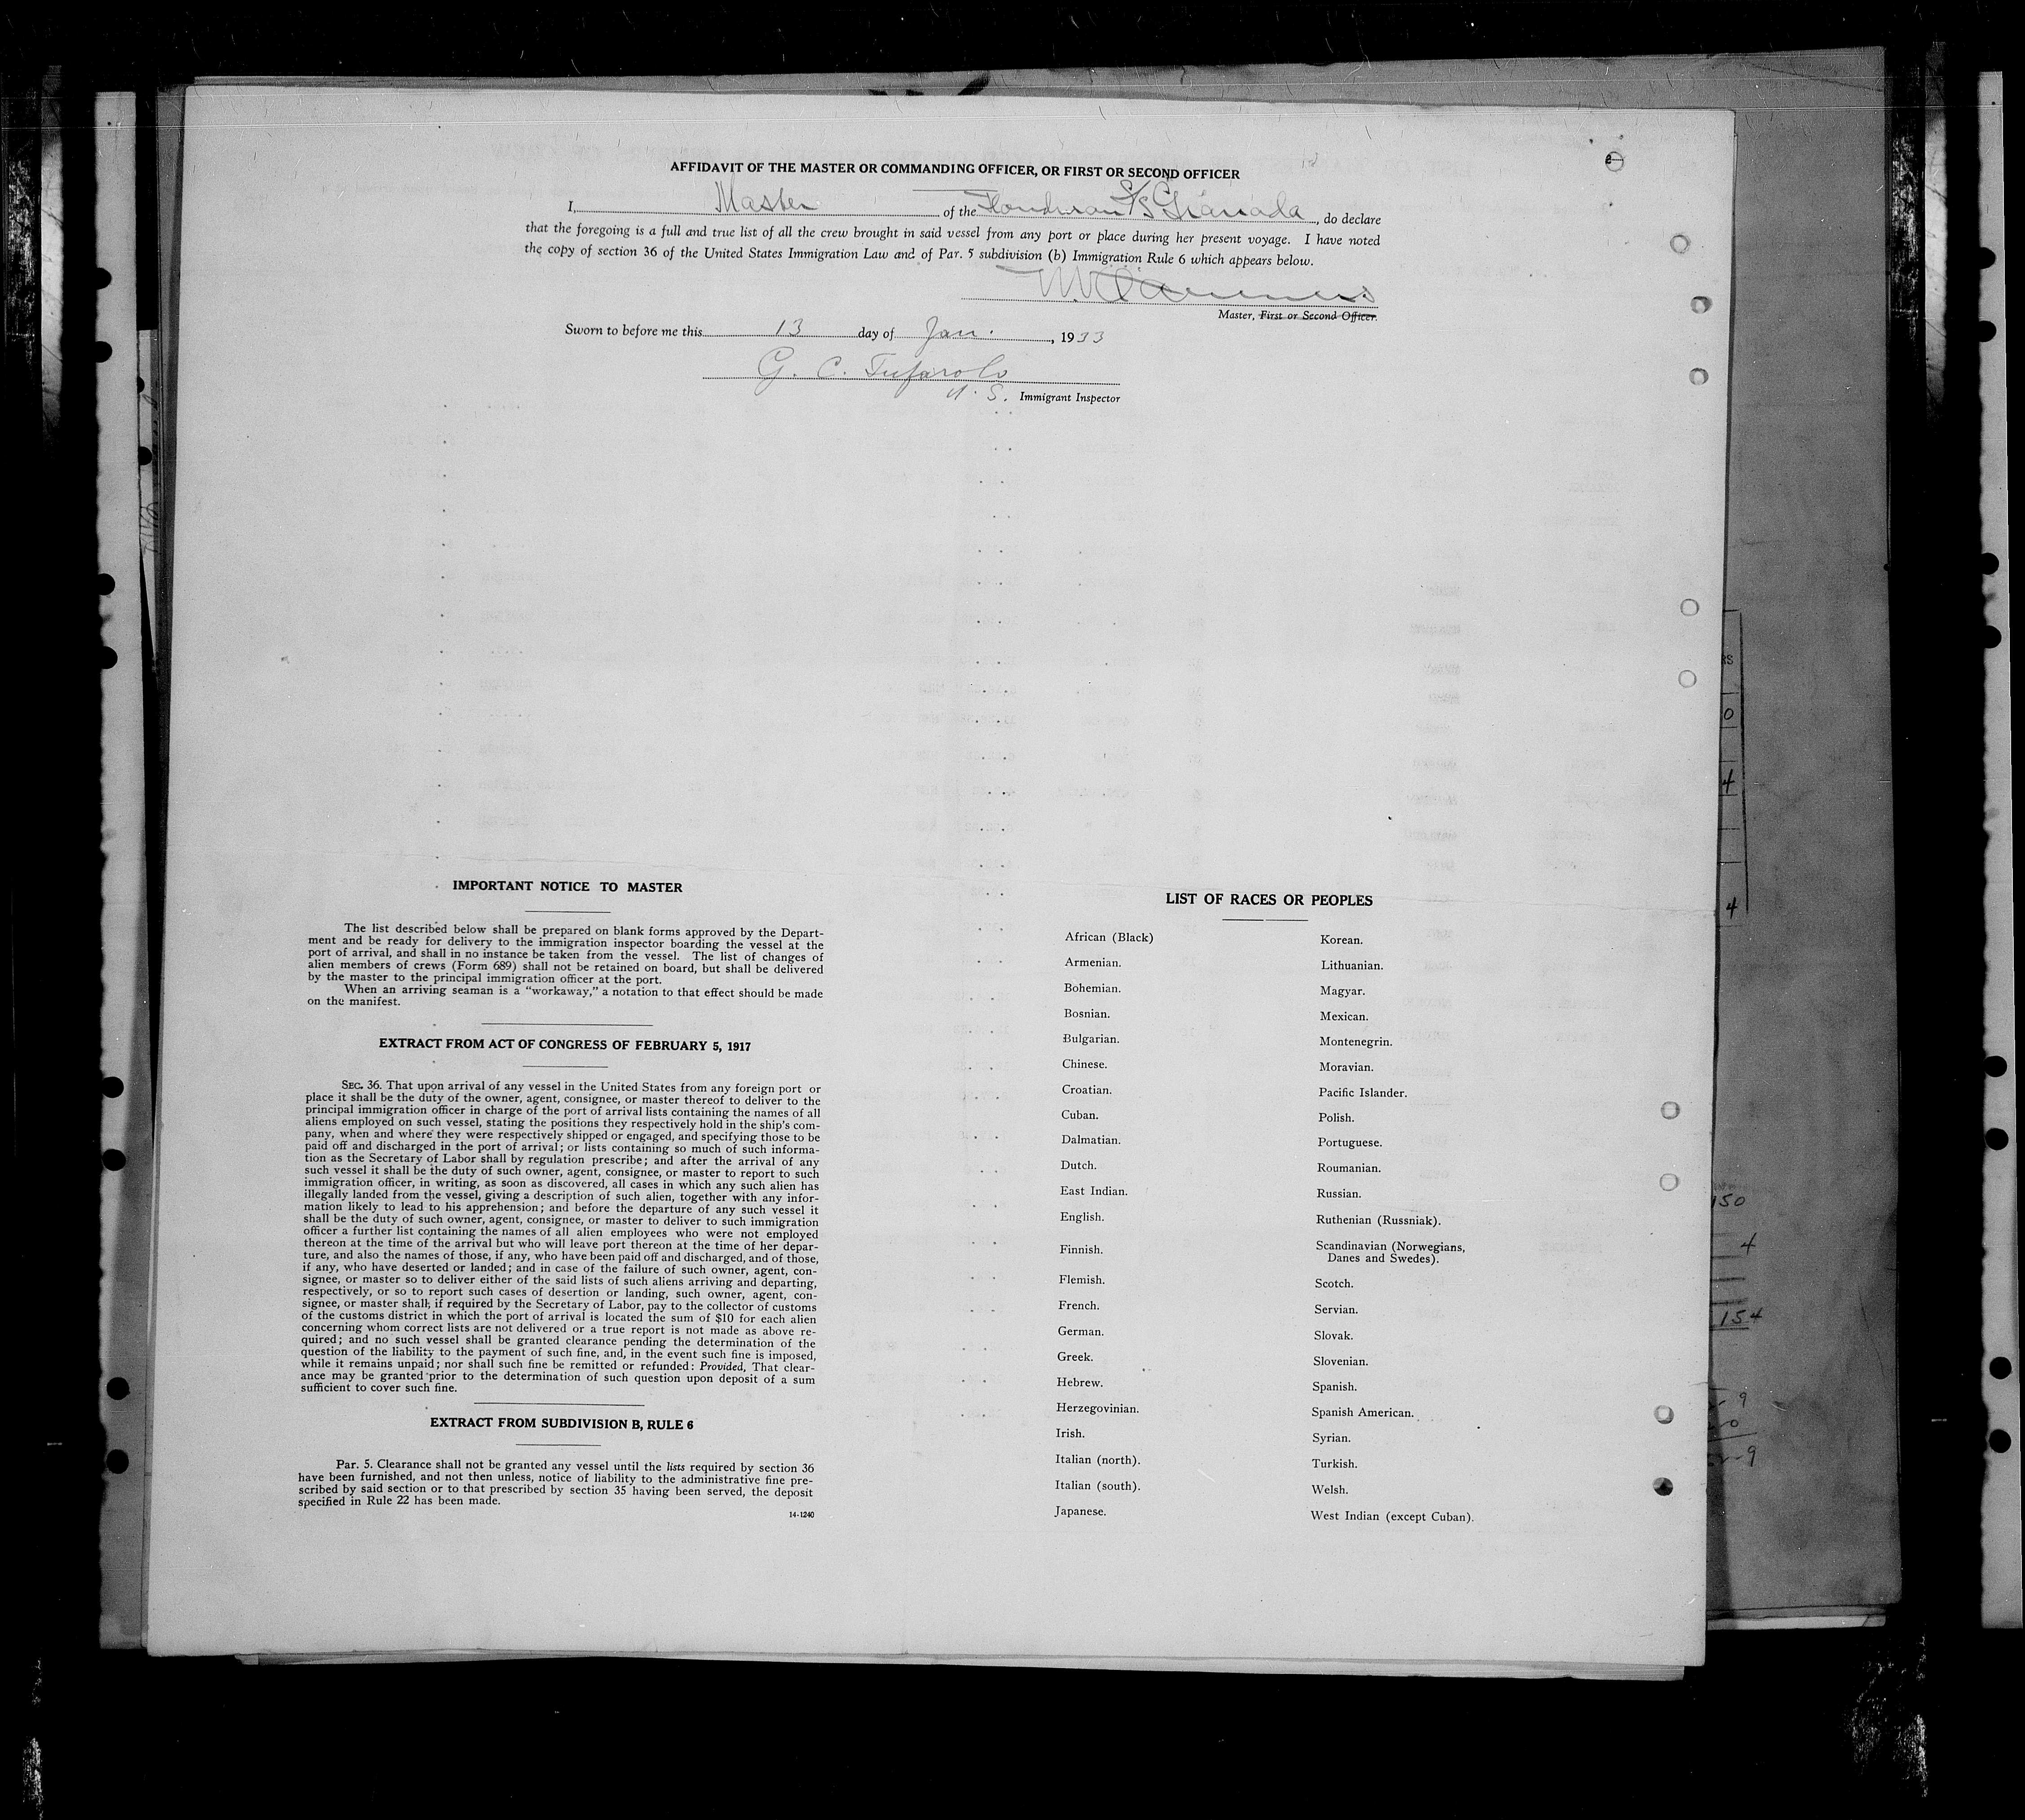 AFFIDAVIT OF THE MASTER OR COMMANDING OFFICER, OR FIRST OR SECOND OFFICER
I, Master of the Honduran S/S Granada, do declare
that the foregoing is a full and true list of all the crew brought in said vessel from any port or place during her present voyage. I have noted
the copy of section 36 of the United States Immigration Law and of Par. 5 subdivision (b) Immigration Rule 6 which appears below.
Master, First or Second Officer.
Sworn to before me this 13 day of Jan., 1933
G. C. Tufarolo
U.S. Immigrant Inspector
IMPORTANT NOTICE TO MASTER
The list described below shall be prepared on blank forms approved by the Depart-
ment and be ready for delivery to the immigration inspector boarding the vessel at the
port of arrival, and shall in no instance be taken from the vessel. The list of changes of
alien members of crews (Form 689) shall not be retained on board, but shall be delivered
by the master to the principal immigration officer at the port.
When an arriving seaman is a "workaway," a notation to that effect should be made
on the manifest.
EXTRACT FROM ACT OF CONGRESS OF FEBRUARY 5, 1917
SEC. 36. That upon arrival of any vessel in the United States from any foreign port or
place it shall be the duty of the owner, agent, consignee, or master thereof to deliver to the
principal immigration officer in charge of the port of arrival lists containing the names of all
aliens employed on such vessel, stating the positions they respectively hold in the ship's com-
pany, when and where they were respectively shipped or engaged, and specifying those to be
paid off and discharged in the port of arrival; or lists containing so much of such informa-
tion as the Secretary of Labor shall by regulation prescribe; and after the arrival of any
such vessel it shall be the duty of such owner, agent, consignee, or master to report to such
immigration officer, in writing, as soon as discovered, all cases in which any such alien has
illegally landed from the vessel, giving a description of such alien, together with any infor-
mation likely to lead to his apprehension; and before the departure of any such vessel it
shall be the duty of such owner, agent, consignee, or master to deliver to such immigration
officer a further list containing the names of all alien employees who were not employed
thereon at the time of the arrival but who will leave port thereon at the time of her depar-
ture, and also the names of those, if any, who have been paid off and discharged, and of those,
if any, who have deserted or landed; and in case of the failure of such owner, agent, con-
signee, or master so to deliver either of the said lists of such aliens arriving and departing,
respectively, or so to report such cases of desertion or landing, such owner, agent, con-
signee, or master shall, if required by the Secretary of Labor, pay to the collector of customs
of the customs district in which the port of arrival is located the sum of $10 for each alien
concerning whom correct lists are not delivered or a true report is not made as above re-
quired; and no such vessel shall be granted clearance pending the determination of the
question of the liability to the payment of such fine, and, in the event such fine is imposed,
while it remains unpaid; nor shall such fine be remitted or refunded: Provided, That clear-
ance may be granted prior to the determination of such question upon deposit of a sum
sufficient to cover such fine.
EXTRACT FROM SUBDIVISION B, RULE 6
Par. 5. Clearance shall not be granted any vessel until the lists required by section 36
have been furnished, and not then unless, notice of liability to the administrative fine pre-
scribed by said section or to that prescribed by section 35 having been served, the deposit
specified in Rule 22 has been made.
14-1240
LIST OF RACES OR PEOPLES
African (Black)
Armenian.
Bohemian.
Bosnian.
Bulgarian.
Chinese.
Croatian.
Cuban.
Dalmatian.
Dutch.
East Indian.
English.
Finnish.
Flemish.
French.
German.
Greek.
Hebrew.
Herzegovinian.
Irish.
Italian (north).
Italian (south).
Japanese.
Korean.
Lithuanian.
Magyar.
Mexican.
Montenegrin.
Moravian.
Pacific Islander.
Polish.
Portuguese.
Roumanian.
Russian.
Ruthenian (Russniak).
Scandinavian (Norwegians,
Danes and Swedes).
Scotch.
Servian.
Slovak.
Slovenian.
Spanish.
Spanish American.
Syrian.
Turkish.
Welsh.
West Indian (except Cuban).
RS
0
4
4
150
4
154